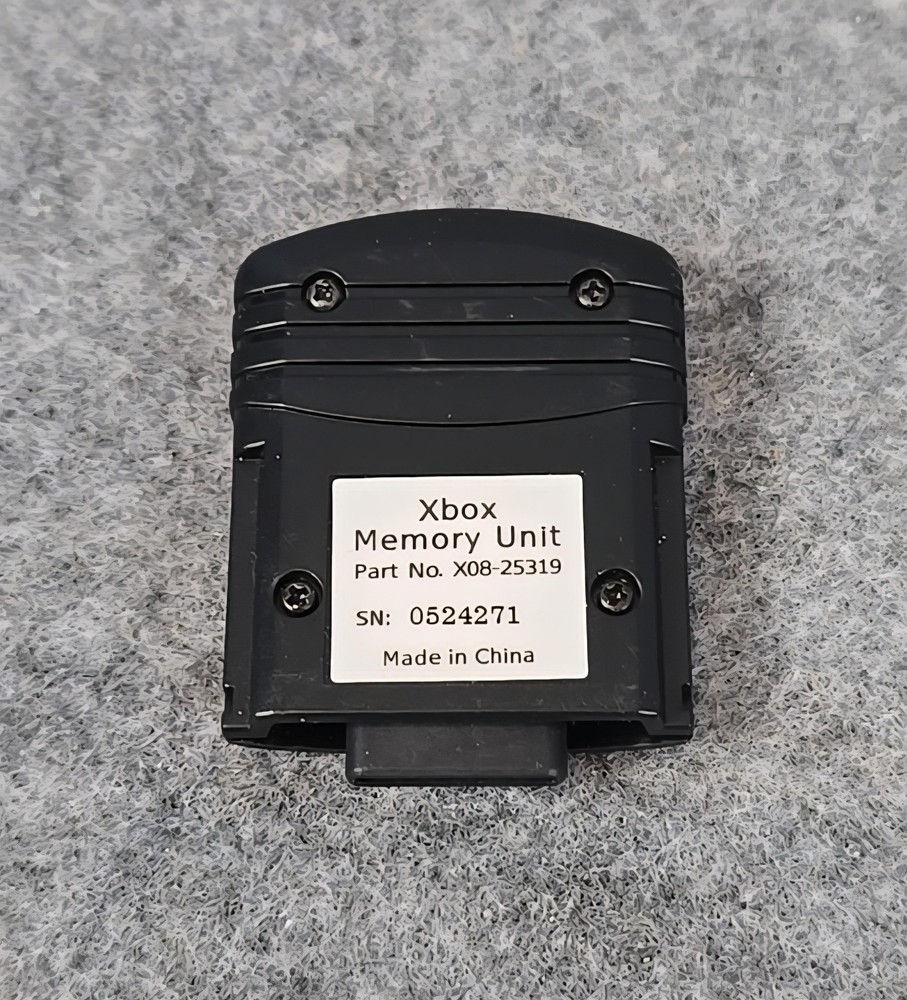 Xbox
Memory Unit
Part No. X08-25319
SN: 0524271
Made in China